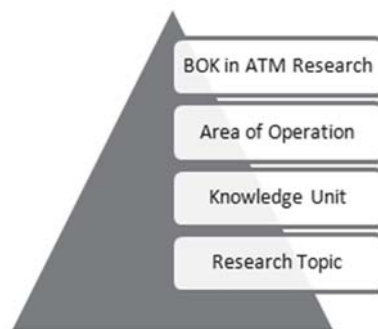 BOK in ATM Research
Area of Operation
Knowledge Unit
Research Topic